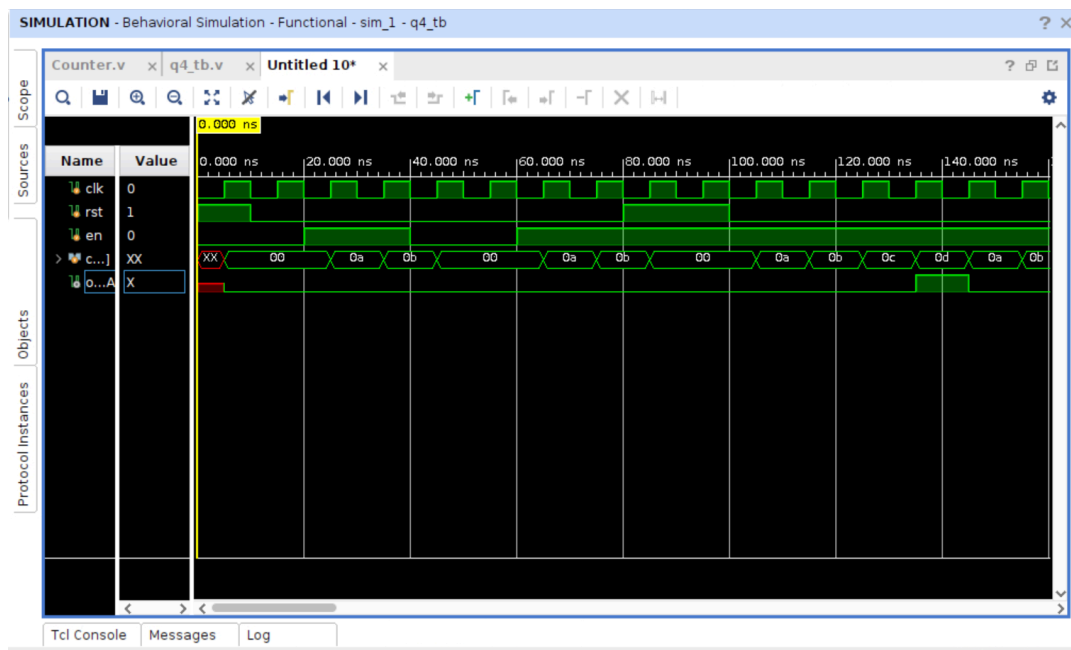 SIMULATION - Behavioral Simulation - Functional - sim_1 - q4_tb ? ×
Scope
Sources
Objects
Protocol Instances
Counter.v × q4_tb.v × Untitled 10* × ?
0.000 ns
Name Value 0.000 ns 20.000 ns 40.000 ns 60.000 ns 80.000 ns 100.000 ns 120.000 ns 140.000 ns
clk 0
rst 1
en 0
> c...] XX XX 00 0a 0b 00 0a 0b 00 0a 0b 0c 0d 0a 0b
o...A X
Tcl Console Messages Log